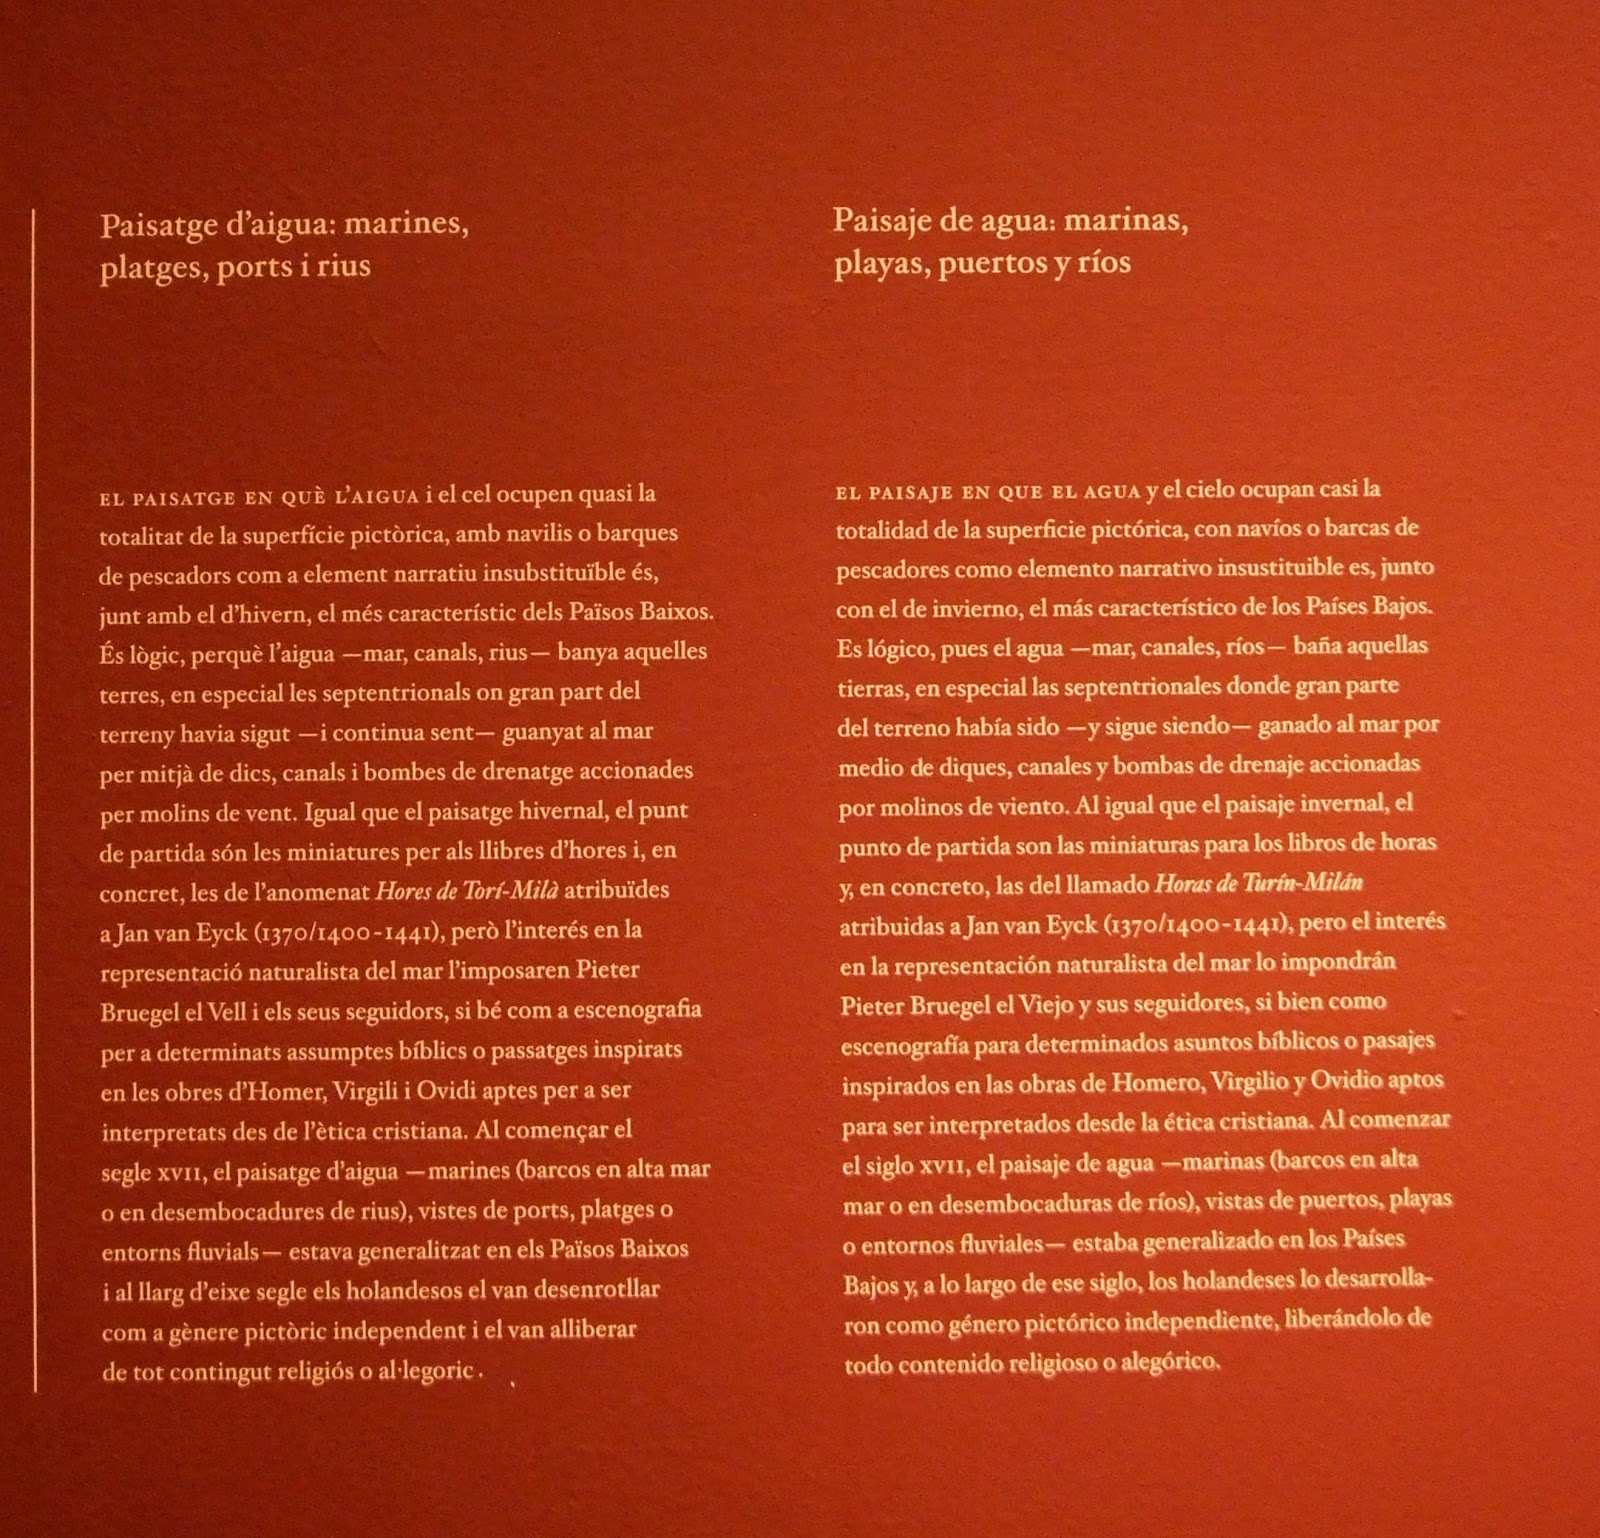 Paisatge d'aigua: marines,
platges, ports i rius
EL PAISATGE EN QUÈ L'AIGUA i el cel ocupen quasi la
totalitat de la superfície pictòrica, amb navilis o barques
de pescadors com a element narratiu insubstituïble és,
junt amb el d'hivern, el més característic dels Països Baixos.
És lògic, perquè l'aigua —mar, canals, rius— banya aquelles
terres, en especial les septentrionals on gran part del
terreny havia sigut —i continua sent— guanyat al mar
per mitjà de dics, canals i bombes de drenatge accionades
per molins de vent. Igual que el paisatge hivernal, el punt
de partida són les miniatures per als llibres d'hores i, en
concret, les de l'anomenat Hores de Torí-Milà atribuïdes
a Jan van Eyck (1370/1400-1441), però l'interés en la
representació naturalista del mar l'imposaren Pieter
Bruegel el Vell i els seus seguidors, si bé com a escenografia
per a determinats assumptes bíblics o passatges inspirats
en les obres d'Homer, Virgili i Ovidi aptes per a ser
interpretats des de l'ètica cristiana. Al començar el
segle XVII, el paisatge d'aigua —marines (barcos en alta mar
o en desembocadures de rius), vistes de ports, platges o
entorns fluvials— estava generalitzat en els Països Baixos
i al llarg d'eixe segle els holandesos el van desenrotllar
com a gènere pictòric independent i el van alliberar
de tot contingut religiós o al·legoric.
Paisaje de agua: marinas,
playas, puertos y ríos
EL PAISAJE EN QUE EL AGUA y el cielo ocupan casi la
totalidad de la superficie pictórica, con navíos o barcas de
pescadores como elemento narrativo insustituible es, junto
con el de invierno, el más característico de los Países Bajos.
Es lógico, pues el agua —mar, canales, ríos— baña aquellas
tierras, en especial las septentrionales donde gran parte
del terreno había sido —y sigue siendo— ganado al mar por
medio de diques, canales y bombas de drenaje accionadas
por molinos de viento. Al igual que el paisaje invernal, el
punto de partida son las miniaturas para los libros de horas
y, en concreto, las del llamado Horas de Turín-Milán
atribuidas a Jan van Eyck (1370/1400-1441), pero el interés
en la representación naturalista del mar lo impondrán
Pieter Bruegel el Viejo y sus seguidores, si bien como
escenografía para determinados asuntos bíblicos o pasajes
inspirados en las obras de Homero, Virgilio y Ovidio aptos
para ser interpretados desde la ética cristiana. Al comenzar
el siglo XVII, el paisaje de agua —marinas (barcos en alta
mar o en desembocaduras de ríos), vistas de puertos, playas
o entornos fluviales— estaba generalizado en los Países
Bajos y, a lo largo de ese siglo, los holandeses lo desarrolla-
ron como género pictórico independiente, liberándolo de
todo contenido religioso o alegórico.